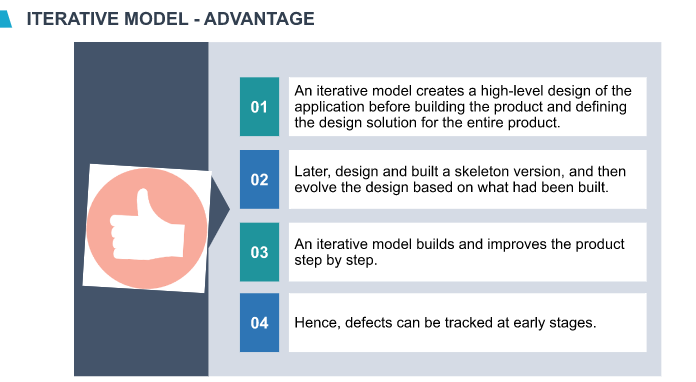 ITERATIVE MODEL - ADVANTAGE
01
An iterative model creates a high-level design of the
application before building the product and defining
the design solution for the entire product.
02
Later, design and built a skeleton version, and then
evolve the design based on what had been built.
03
An iterative model builds and improves the product
step by step.
04
Hence, defects can be tracked at early stages.